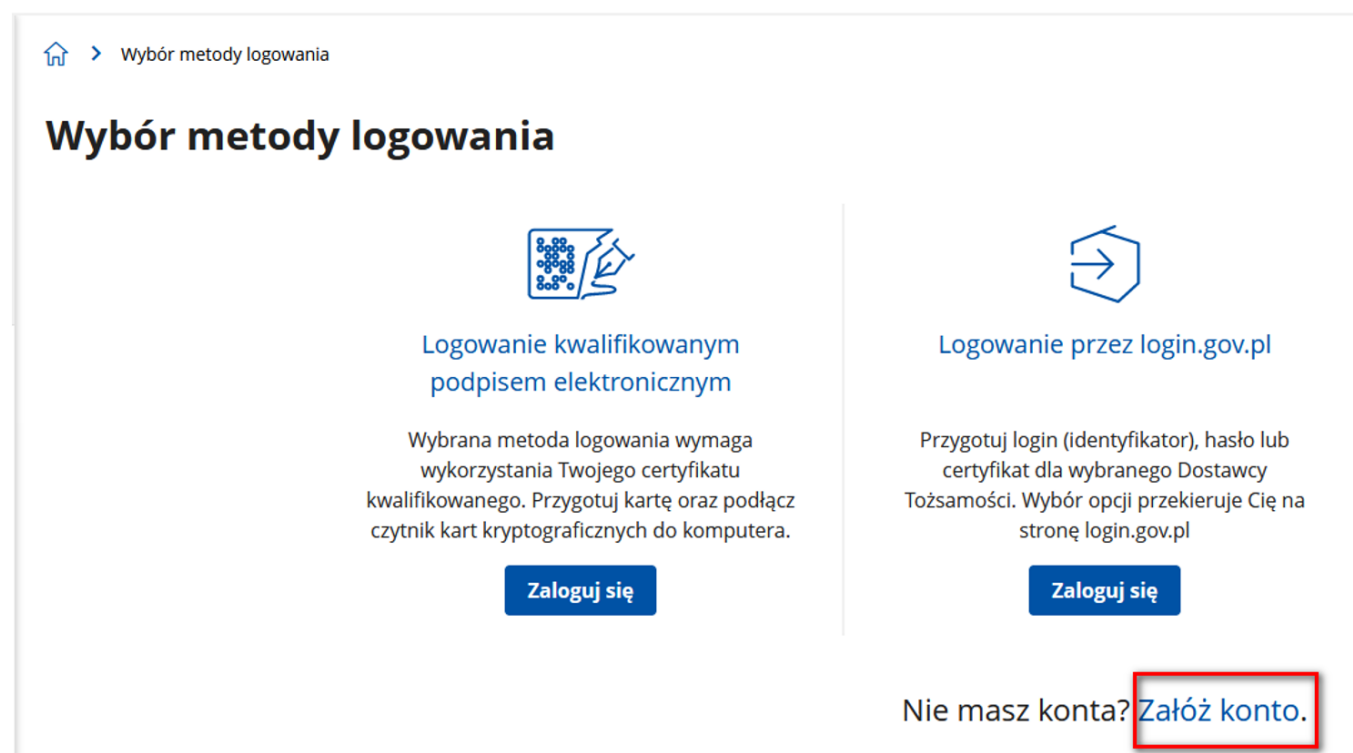 Wybór metody logowania
Wybór metody logowania
Logowanie kwalifikowanym
podpisem elektronicznym
Wybrana metoda logowania wymaga
wykorzystania Twojego certyfikatu
kwalifikowanego. Przygotuj kartę oraz podłącz
czytnik kart kryptograficznych do komputera.
Zaloguj się
Logowanie przez login.gov.pl
Przygotuj login (identyfikator), hasło lub
certyfikat dla wybranego Dostawcy
Tożsamości. Wybór opcji przekieruje Cię na
stronę login.gov.pl
Zaloguj się
Nie masz konta? Załóż konto.